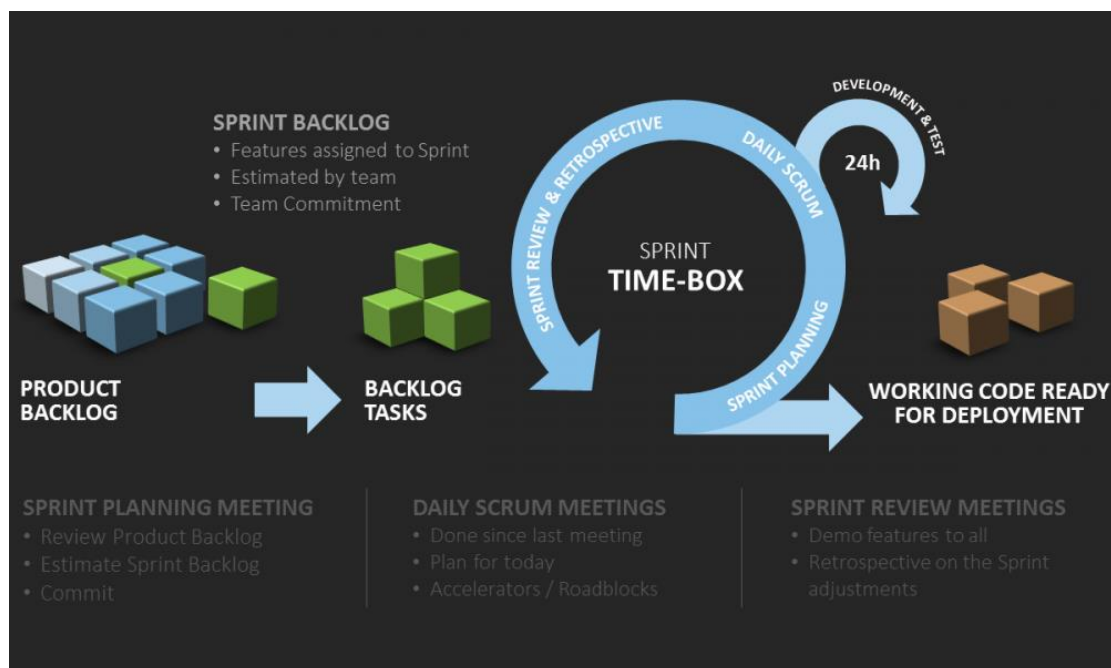 SPRINT BACKLOG
• Features assigned to Sprint
• Estimated by team
• Team Commitment
SPRINT REVIEW & RETROSPECTIVE
DAILY SCRUM
DEVELOPMENT & TEST
24h
SPRINT
TIME-BOX
SPRINT PLANNING
PRODUCT
BACKLOG
BACKLOG
TASKS
WORKING CODE READY
FOR DEPLOYMENT
SPRINT PLANNING MEETING
• Review Product Backlog
• Estimate Sprint Backlog
• Commit
DAILY SCRUM MEETINGS
• Done since last meeting
• Plan for today
• Accelerators / Roadblocks
SPRINT REVIEW MEETINGS
• Demo features to all
• Retrospective on the Sprint
adjustments